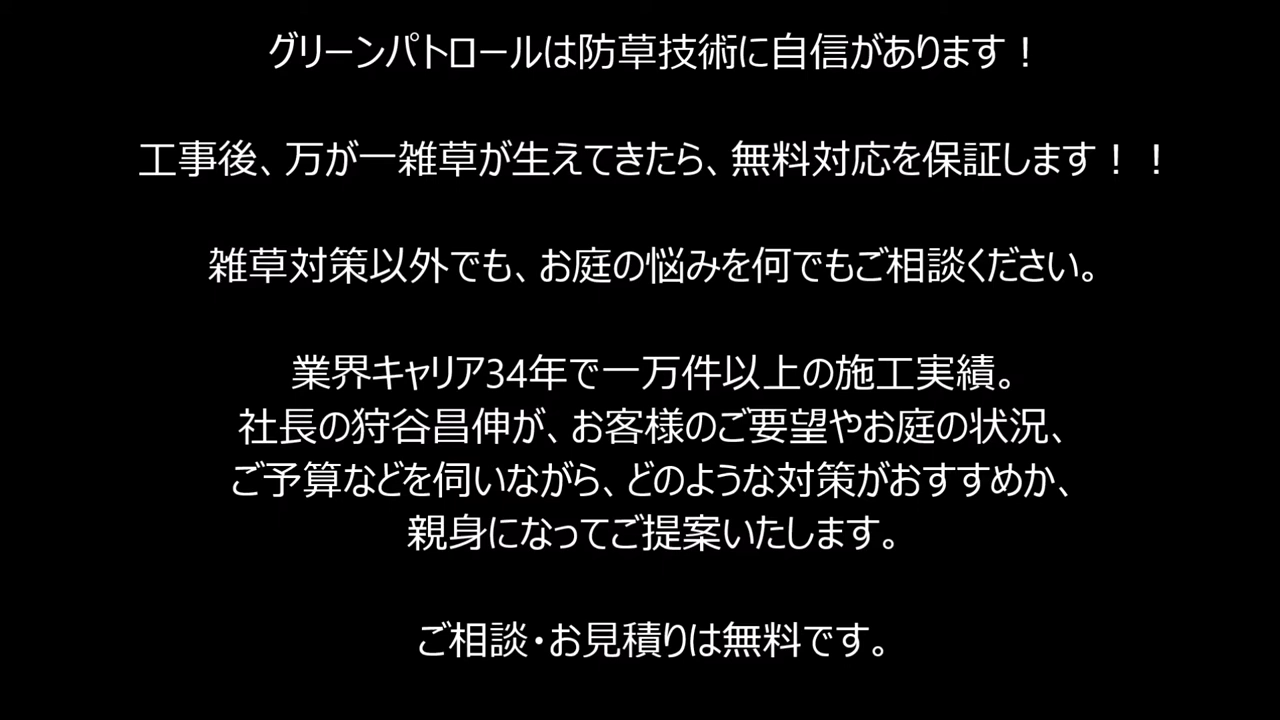 グリーンパトロールは防草技術に自信があります！
工事後、万が一雑草が生えてきたら、無料対応を保証します！！
雑草対策以外でも、お庭の悩みを何でもご相談ください。
業界キャリア34年で一万件以上の施工実績。
社長の狩谷昌伸が、お客様のご要望やお庭の状況、
ご予算などを伺いながら、どのような対策がおすすめか、
親身になってご提案いたします。
ご相談・お見積りは無料です。